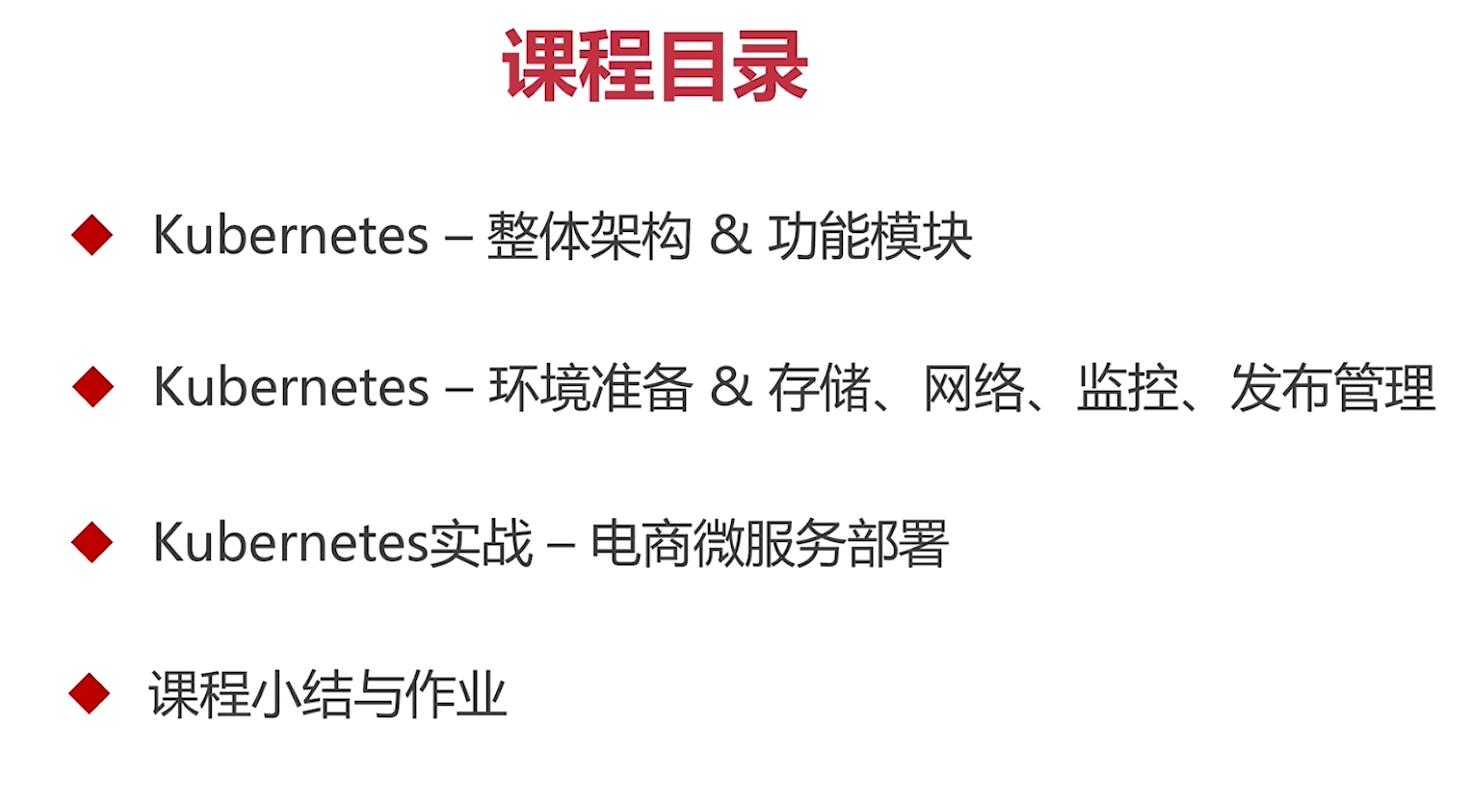 课程目录
Kubernetes – 整体架构 & 功能模块
Kubernetes – 环境准备 & 存储、网络、监控、发布管理
Kubernetes实战 – 电商微服务部署
课程小结与作业